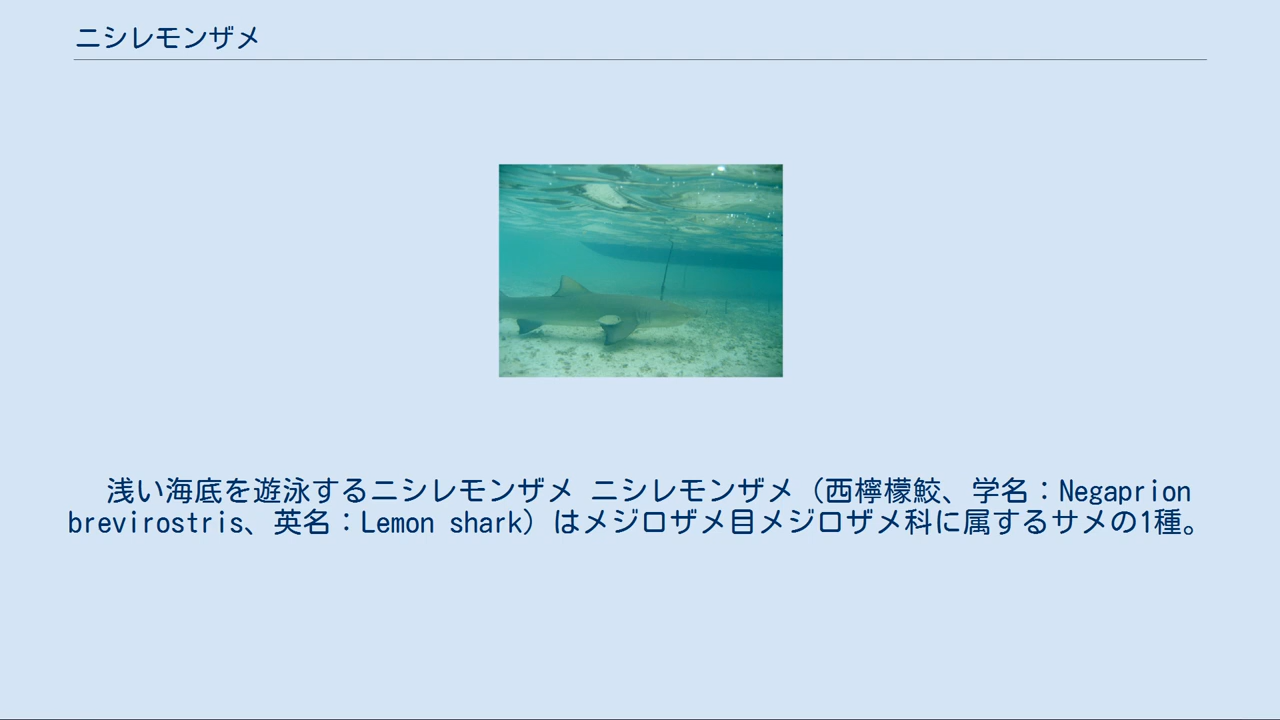 ニシレモンザメ
浅い海底を遊泳するニシレモンザメ ニシレモンザメ（西檸檬鮫、学名：Negaprion
brevirostris、英名：Lemon shark）はメジロザメ目メジロザメ科に属するサメの1種。